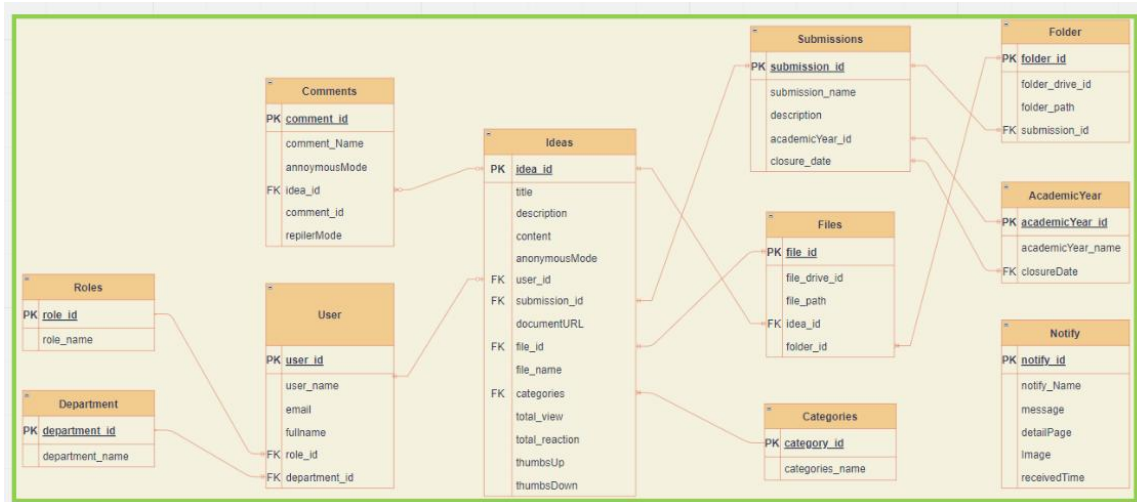 Comments
PK comment_id
comment_Name
annoymousMode
FK idea_id
comment_id
repilerMode
Roles
PK role_id
role_name
Department
PK department_id
department_name
User
PK user_id
user_name
email
fullname
FK role_id
FK department_id
Ideas
PK idea_id
title
description
content
anonymousMode
FK user_id
FK submission_id
documentURL
FK file_id
file_name
FK categories
total_view
total_reaction
thumbsUp
thumbsDown
Submissions
PK submission_id
submission_name
description
academicYear_id
closure_date
Files
PK file_id
file_drive_id
file_path
FK idea_id
folder_id
Categories
PK category_id
categories_name
Folder
PK folder_id
folder_drive_id
folder_path
FK submission_id
AcademicYear
PK academicYear_id
academicYear_name
FK closureDate
Notify
PK notify_id
notify_Name
message
detailPage
Image
receivedTime